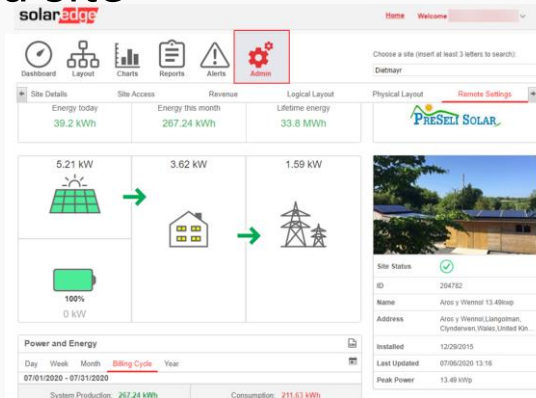 solaredge
Home Welcome
Dashboard Layout Charts Reports Alerts Admin
Choose a site (insert at least 3 letters to search):
Dietmayr
Site Details Site Access Revenue Logical Layout Physical Layout Remote Settings
Energy today Energy this month Lifetime energy
39.2 kWh 267.24 kWh 33.8 MWh
PRESELI SOLAR
5.21 kW 3.62 kW 1.59 kW
100%
0 kW
Site Status
ID 204782
Name Aros y Wennol 13.49kwp
Address Aros y Wennol,Llangolman,
Clynderwen,Wales,United Kin...
Installed 12/29/2015
Last Updated 07/06/2020 13:16
Peak Power 13.49 kWp
Power and Energy
Day Week Month Billing Cycle Year
07/01/2020 - 07/31/2020
System Production: 267.24 kWh Consumption: 211.63 kWh